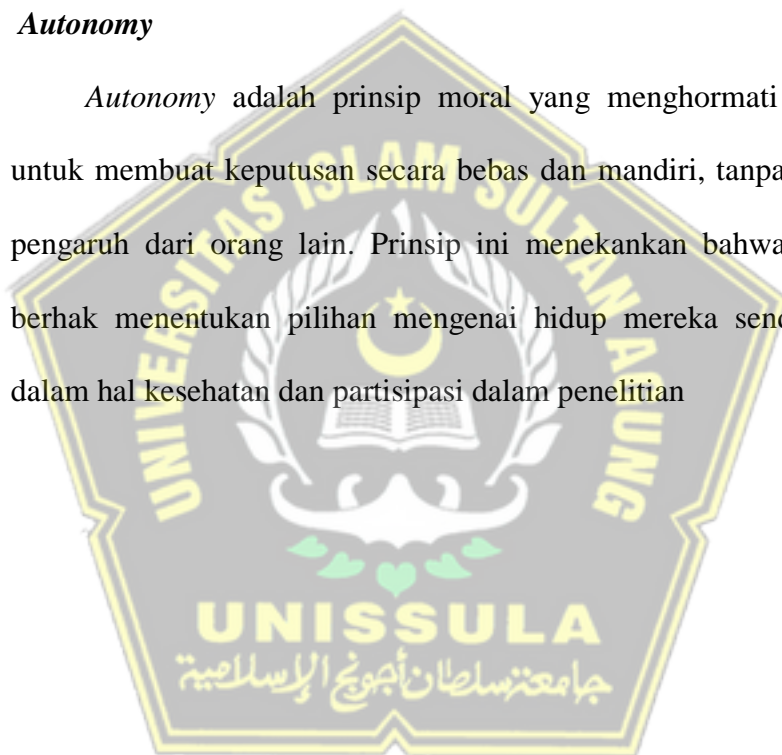 Autonomy
Autonomy adalah prinsip moral yang menghormati
untuk membuat keputusan secara bebas dan mandiri, tanpa
pengaruh dari orang lain. Prinsip ini menekankan bahwa
berhak menentukan pilihan mengenai hidup mereka send
dalam hal kesehatan dan partisipasi dalam penelitian
UNIVERSITAS ISLAM SULTAN AGUNG
UNISSULA
جامعة سلطان أجونج الإسلامية